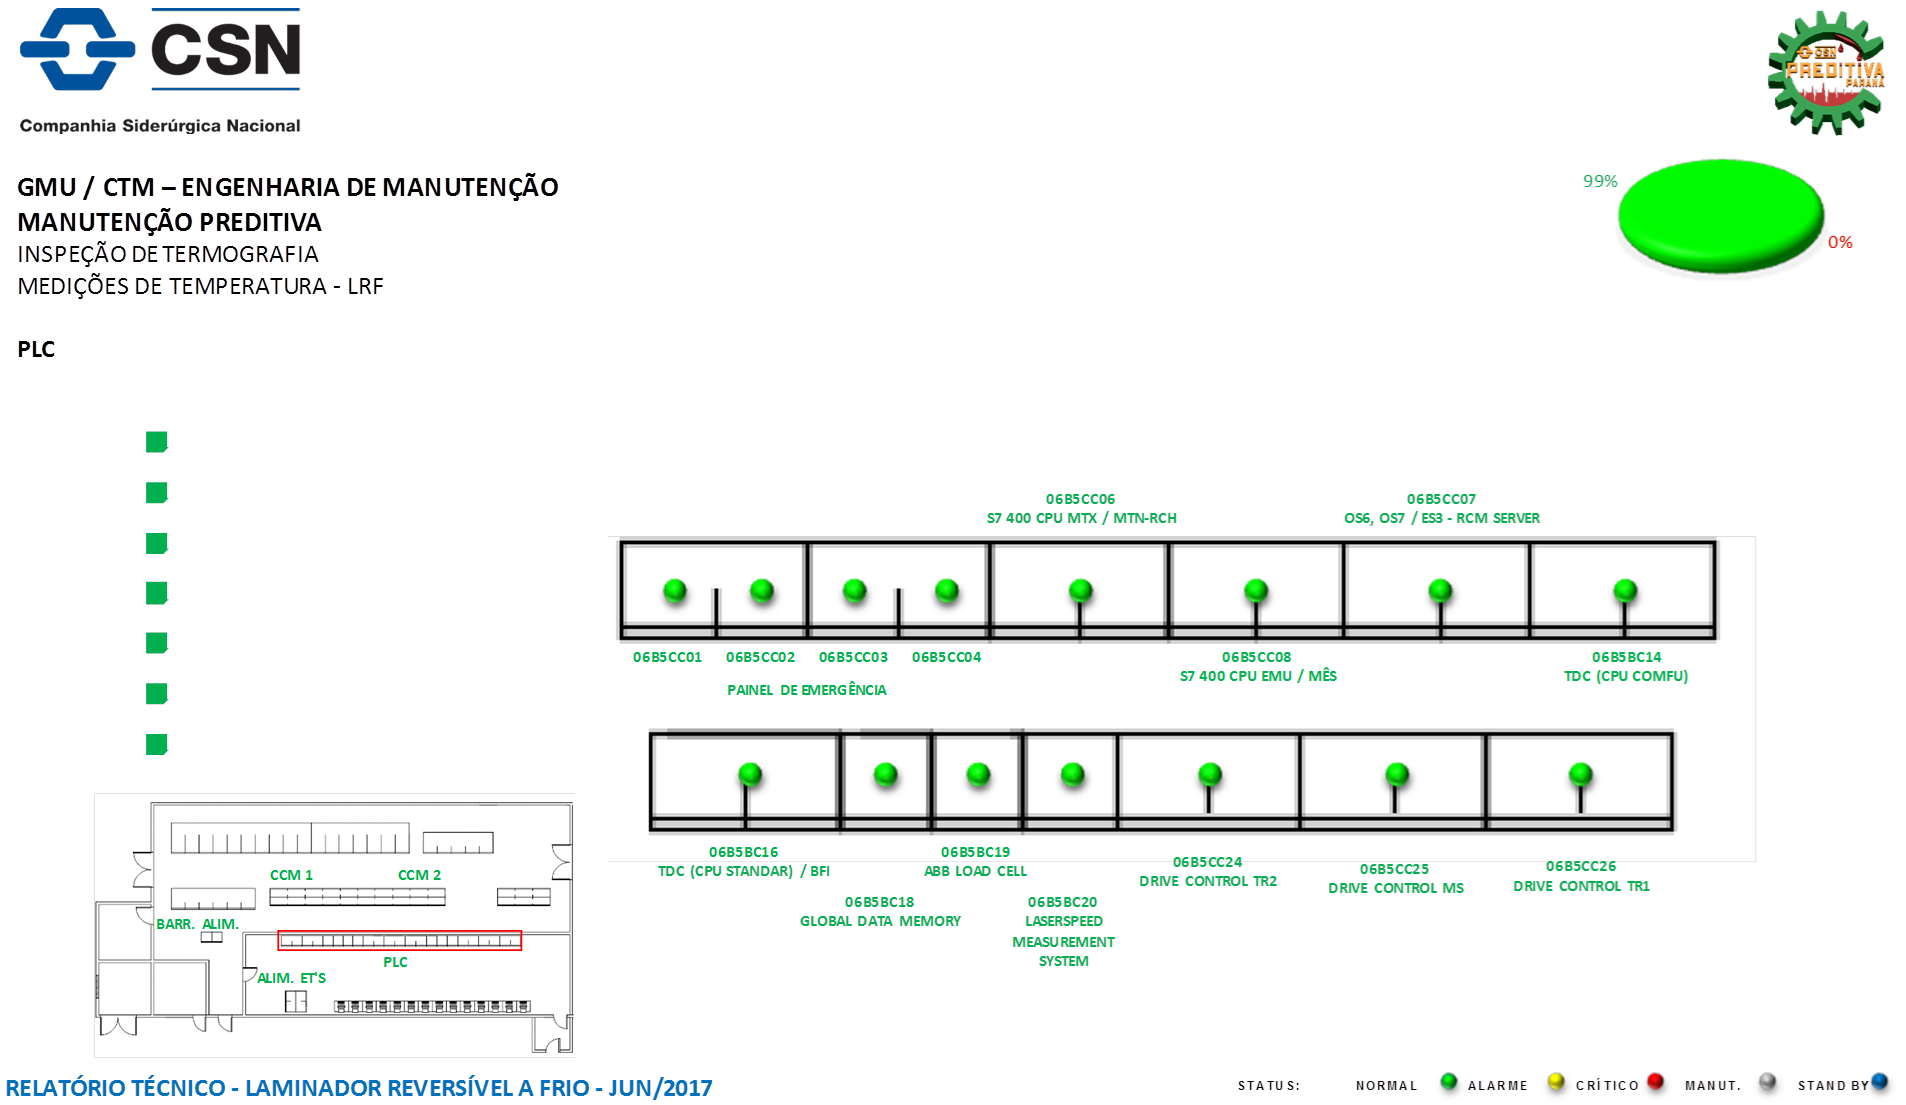 CSN
Companhia Siderúrgica Nacional
CSN
PREDITIVA
PARANÁ
GMU / CTM – ENGENHARIA DE MANUTENÇÃO
MANUTENÇÃO PREDITIVA
INSPEÇÃO DE TERMOGRAFIA
MEDIÇÕES DE TEMPERATURA - LRF
99%
0%
PLC
06B5CC06
S7 400 CPU MTX / MTN-RCH
06B5CC07
OS6, OS7 / ES3 - RCM SERVER
06B5CC01
06B5CC02
06B5CC03
06B5CC04
PAINEL DE EMERGÊNCIA
06B5CC08
S7 400 CPU EMU / MÊS
06B5BC14
TDC (CPU COMFU)
06B5BC16
TDC (CPU STANDAR) / BFI
06B5BC18
GLOBAL DATA MEMORY
06B5BC19
ABB LOAD CELL
06B5BC20
LASERSPEED
MEASUREMENT
SYSTEM
06B5CC24
DRIVE CONTROL TR2
06B5CC25
DRIVE CONTROL MS
06B5CC26
DRIVE CONTROL TR1
CCM 1
CCM 2
BARR. ALIM.
PLC
ALIM. ET'S
RELATÓRIO TÉCNICO - LAMINADOR REVERSÍVEL A FRIO - JUN/2017
STATUS: NORMAL ALARME CRÍTICO MANUT. STAND BY